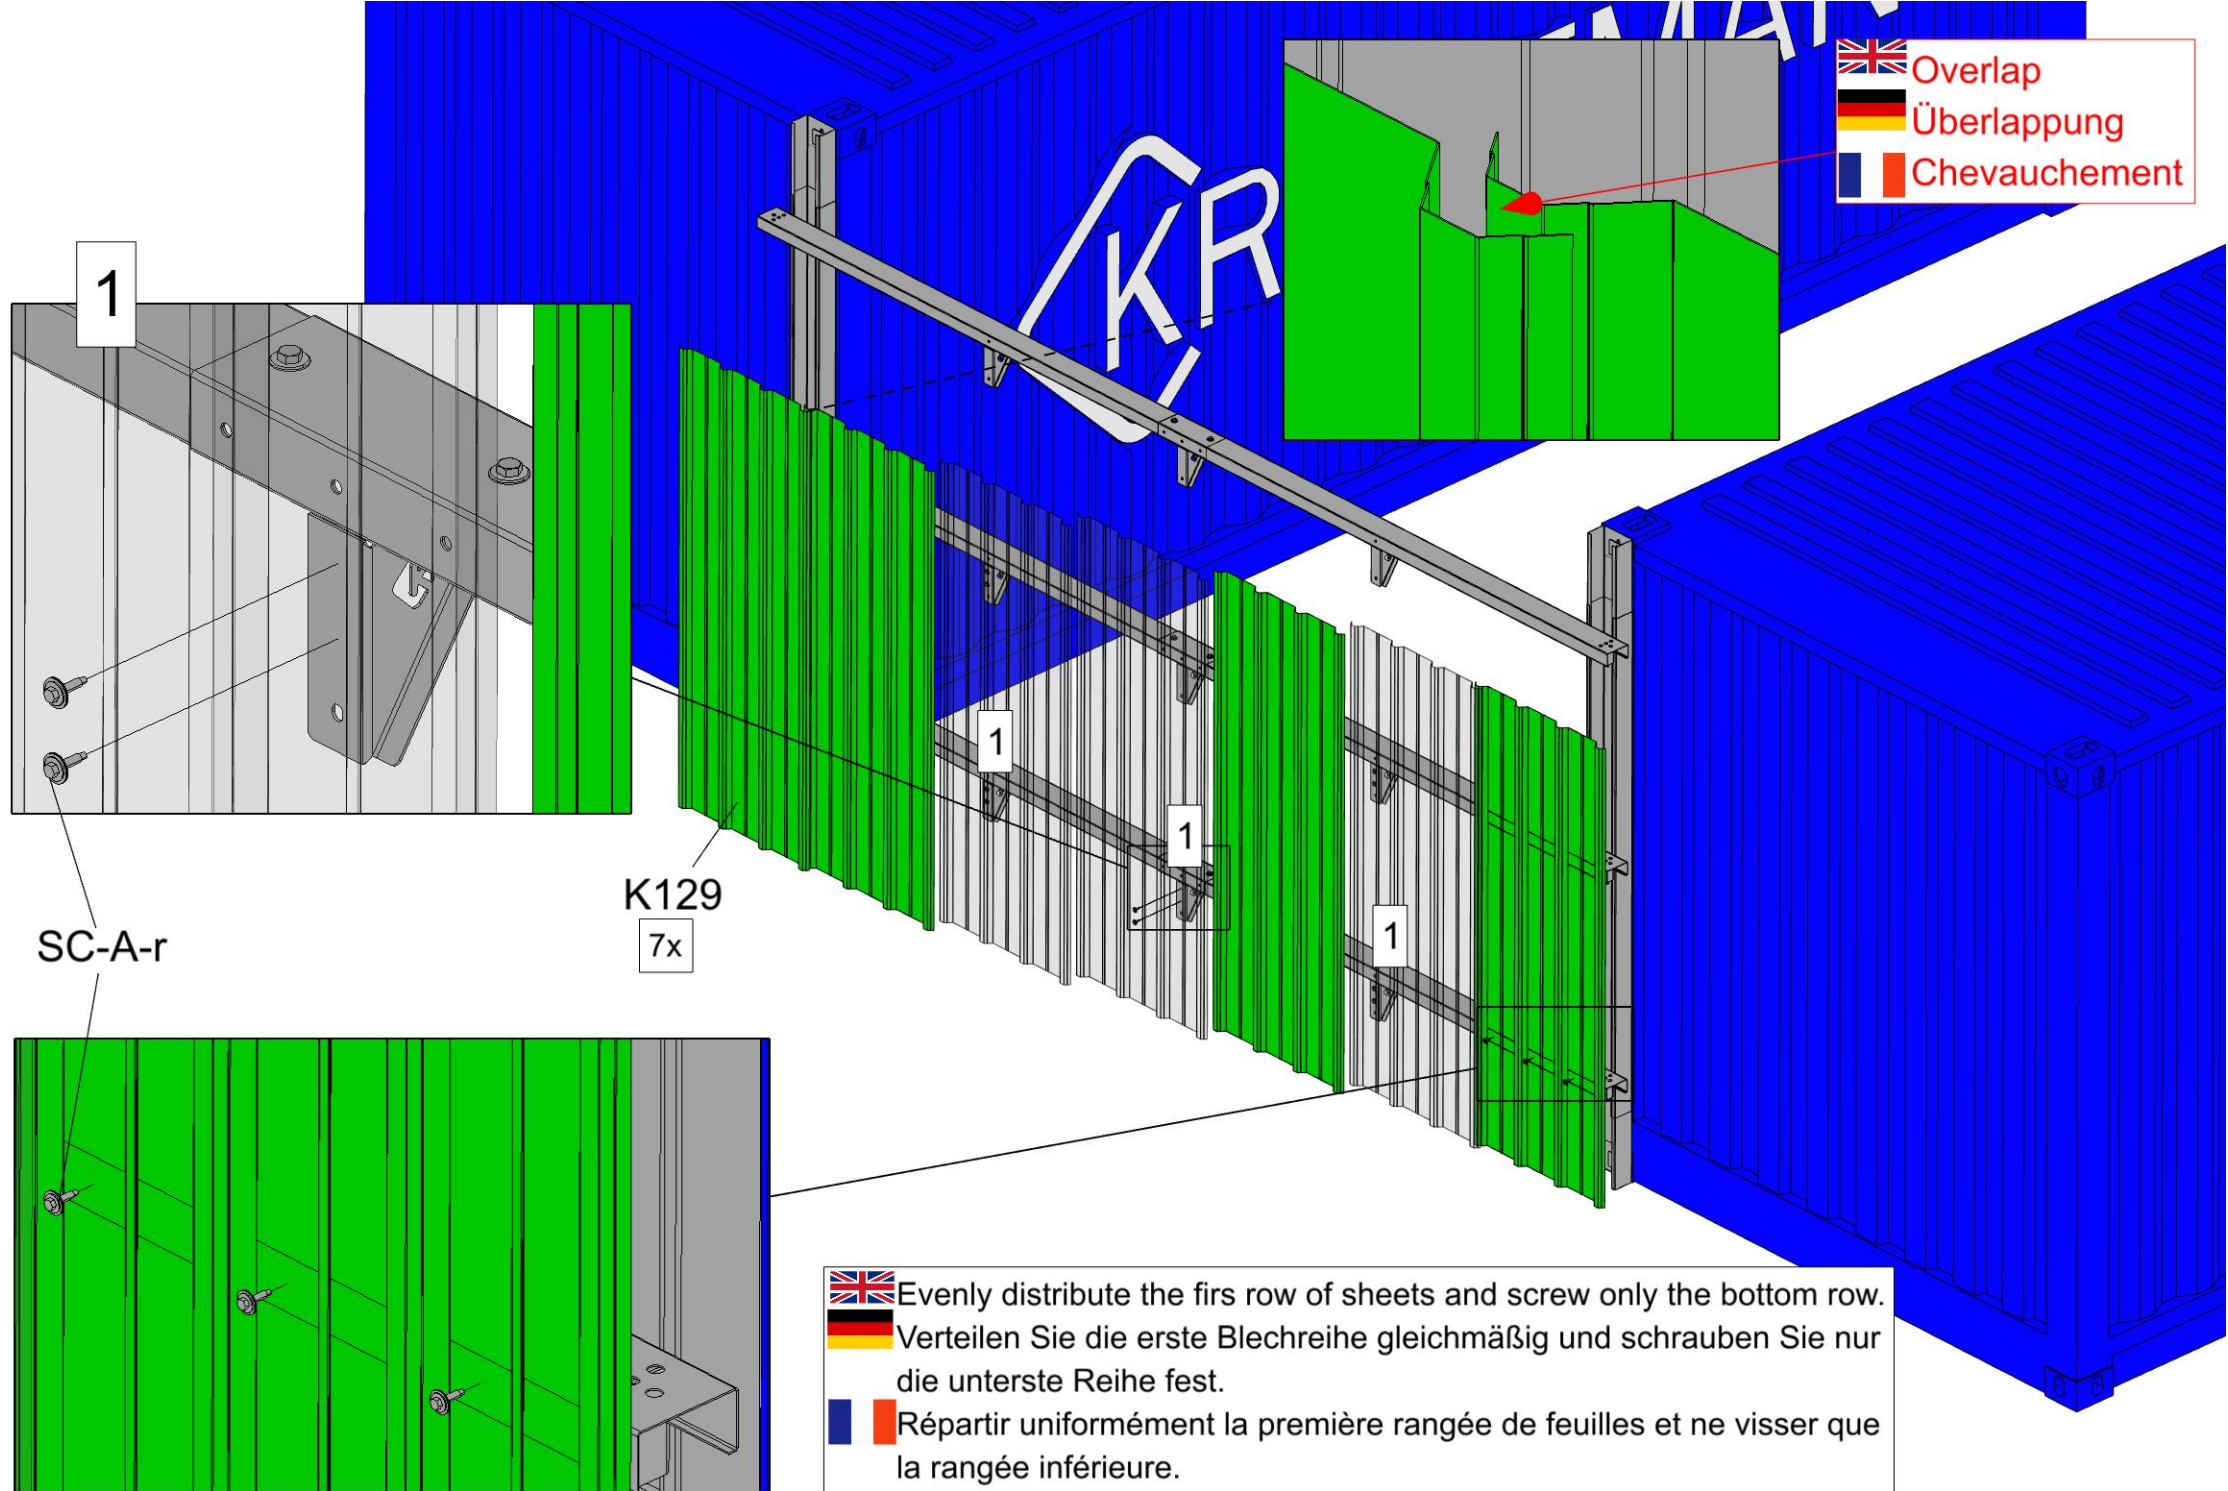 MAN
Overlap
Überlappung
Chevauchement
KR
1
1
1
1
K129
7x
SC-A-r
Evenly distribute the firs row of sheets and screw only the bottom row.
Verteilen Sie die erste Blechreihe gleichmäßig und schrauben Sie nur
die unterste Reihe fest.
Répartir uniformément la première rangée de feuilles et ne visser que
la rangée inférieure.